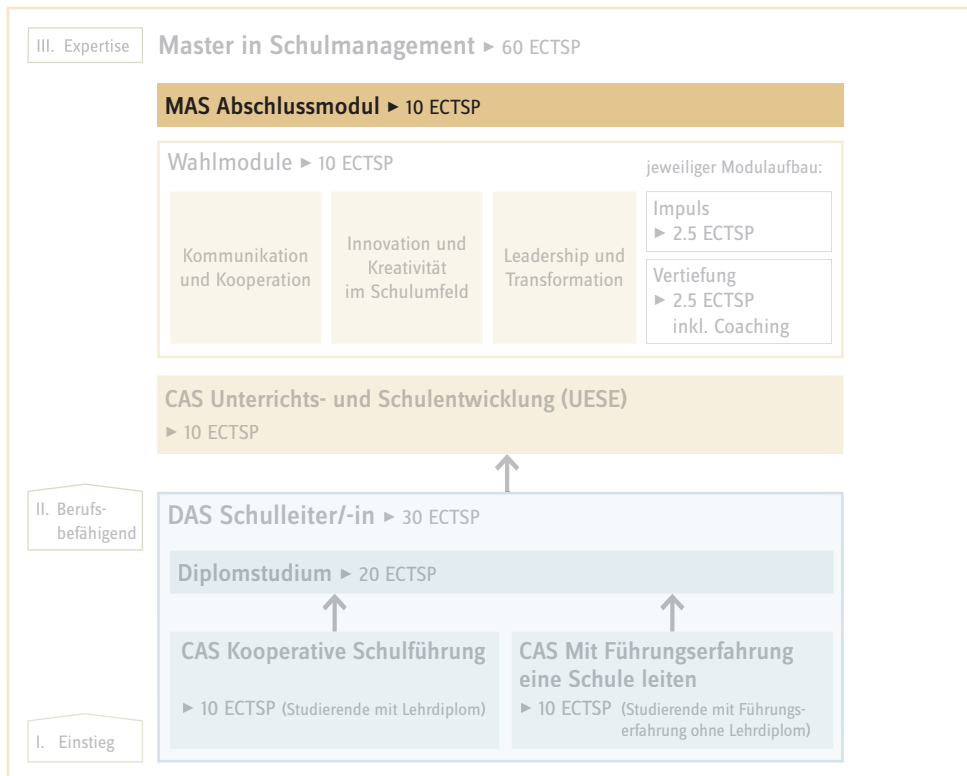 III. Expertise
Master in Schulmanagement ► 60 ECTSP
MAS Abschlussmodul ► 10 ECTSP
Wahlmodule ► 10 ECTSP
jeweiliger Modulaufbau:
Kommunikation
und Kooperation
Innovation und
Kreativität
im Schulumfeld
Leadership und
Transformation
Impuls
► 2.5 ECTSP
Vertiefung
► 2.5 ECTSP
inkl. Coaching
CAS Unterrichts- und Schulentwicklung (UESE)
► 10 ECTSP
II. Berufs-
befähigend
DAS Schulleiter/-in ► 30 ECTSP
Diplomstudium ► 20 ECTSP
CAS Kooperative Schulführung
► 10 ECTSP (Studierende mit Lehrdiplom)
CAS Mit Führungserfahrung
eine Schule leiten
► 10 ECTSP (Studierende mit Führungs-
erfahrung ohne Lehrdiplom)
I. Einstieg